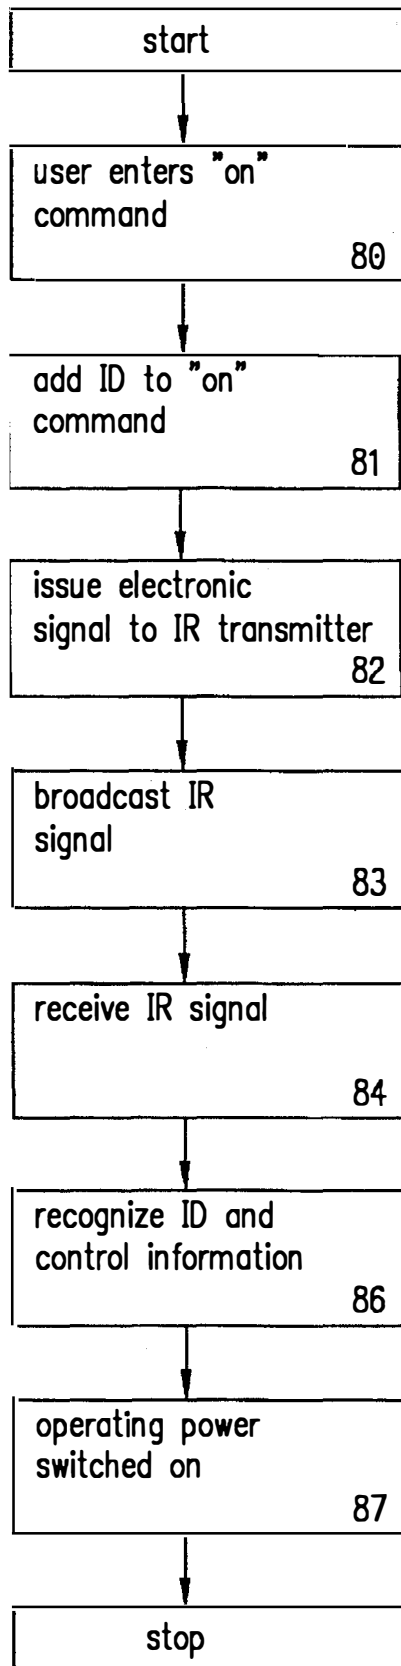 start
user enters "on"
command
80
add ID to "on"
command
81
issue electronic
signal to IR transmitter
82
broadcast IR
signal
83
receive IR signal
84
recognize ID and
control information
86
operating power
switched on
87
stop